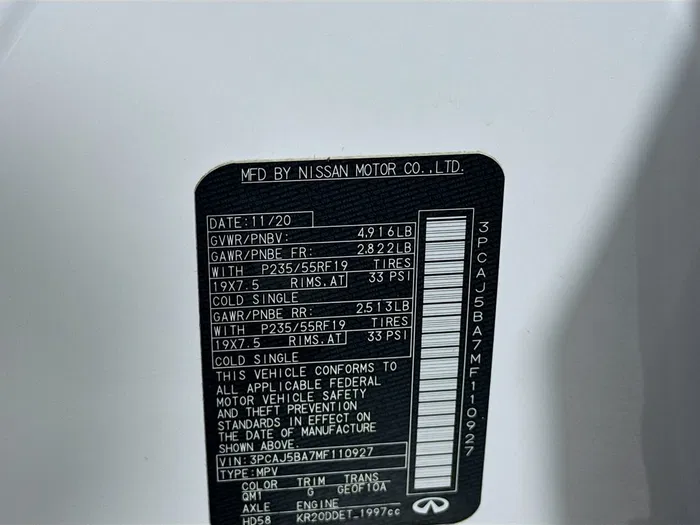 MFD BY NISSAN MOTOR CO.,LTD.
DATE:11/20
GVWR/PNBV: 4,916LB
GAWR/PNBE FR: 2,822LB
WITH P235/55RF19 TIRES
19X7.5 RIMS.AT 33 PSI
COLD SINGLE
GAWR/PNBE RR: 2,513LB
WITH P235/55RF19 TIRES
19X7.5 RIMS.AT 33 PSI
COLD SINGLE
THIS VEHICLE CONFORMS TO
ALL APPLICABLE FEDERAL
MOTOR VEHICLE SAFETY
AND THEFT PREVENTION
STANDARDS IN EFFECT ON
THE DATE OF MANUFACTURE
SHOWN ABOVE.
VIN:3PCAJ5BA7MF110927
TYPE:MPV
COLOR TRIM TRANS
QM1 G GE0F10A
AXLE ENGINE
HD58 KR20DDET_1997cc
3PCAJ5BA7MF110927